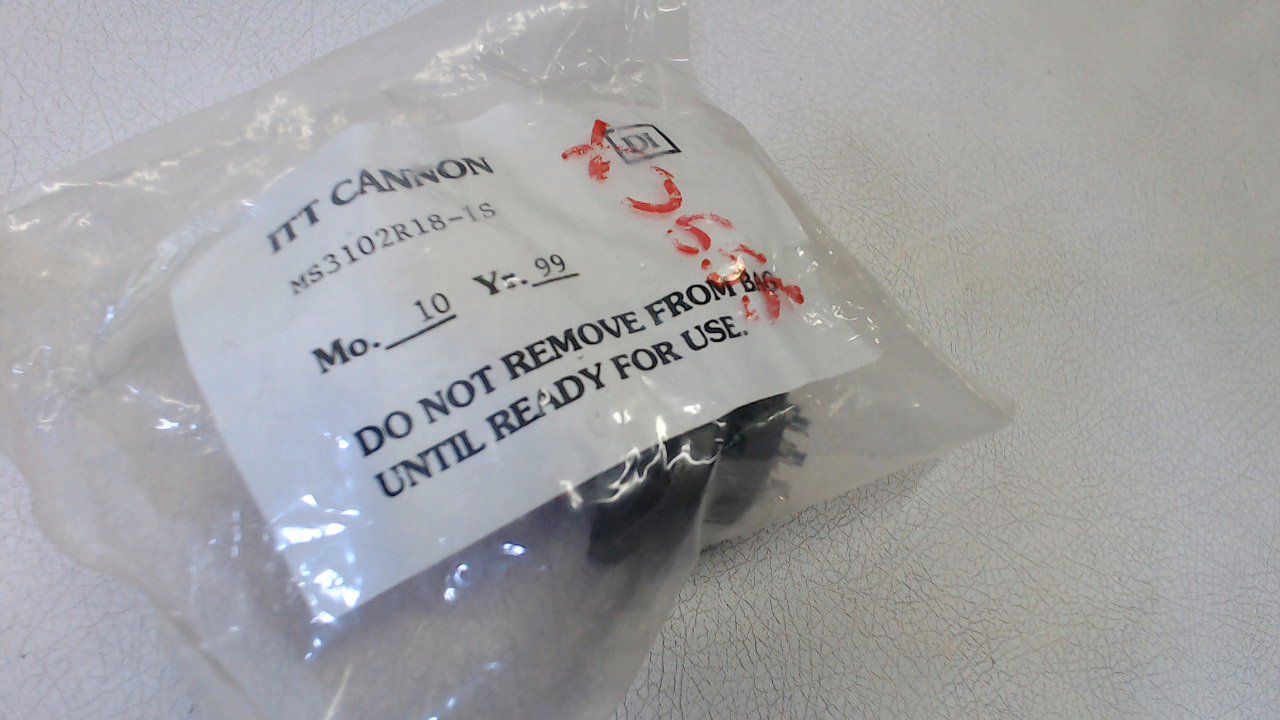 ITT CANNON
DI
MS3102R18-1S
Mo. 10 Yr. 99
DO NOT REMOVE FROM BAG
UNTIL READY FOR USE.